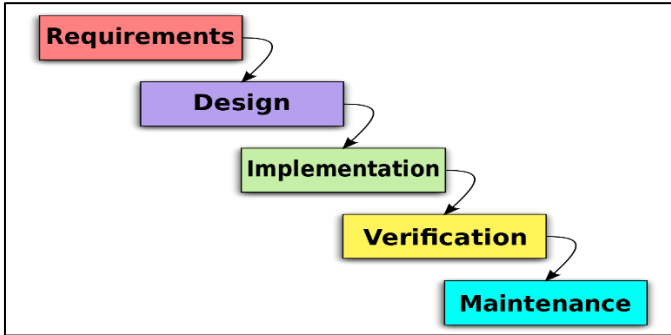 Requirements
Design
Implementation
Verification
Maintenance